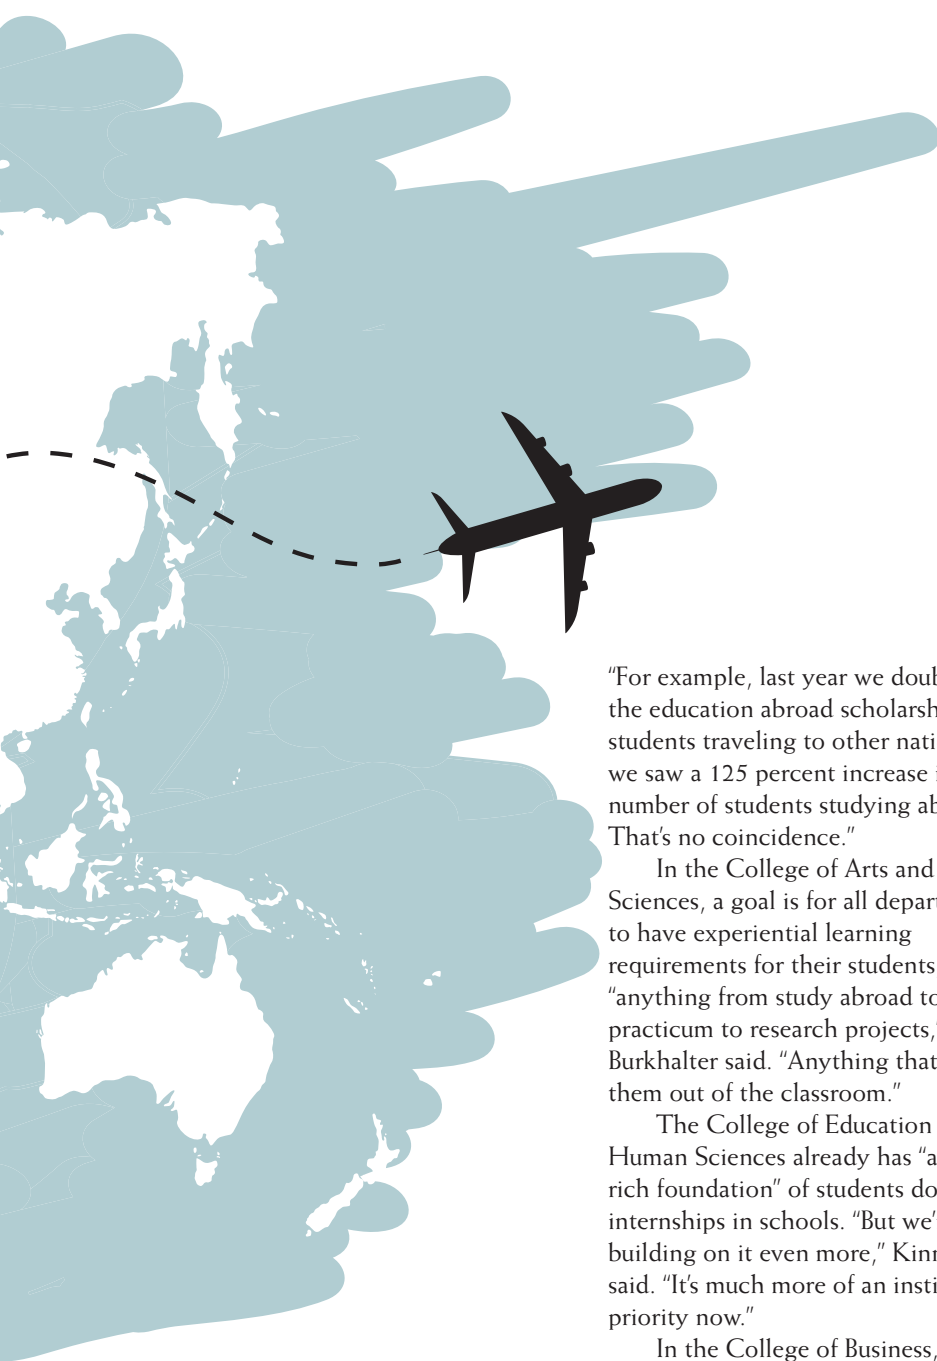 “For example, last year we doub
the education abroad scholarsh
students traveling to other nati
we saw a 125 percent increase i
number of students studying ab
That’s no coincidence.”
In the College of Arts and
Sciences, a goal is for all depart
to have experiential learning
requirements for their students
“anything from study abroad to
practicum to research projects,”
Burkhalter said. “Anything that
them out of the classroom.”
The College of Education
Human Sciences already has “a
rich foundation” of students do
internships in schools. “But we’
building on it even more,” Kinn
said. “It’s much more of an insti
priority now.”
In the College of Business,